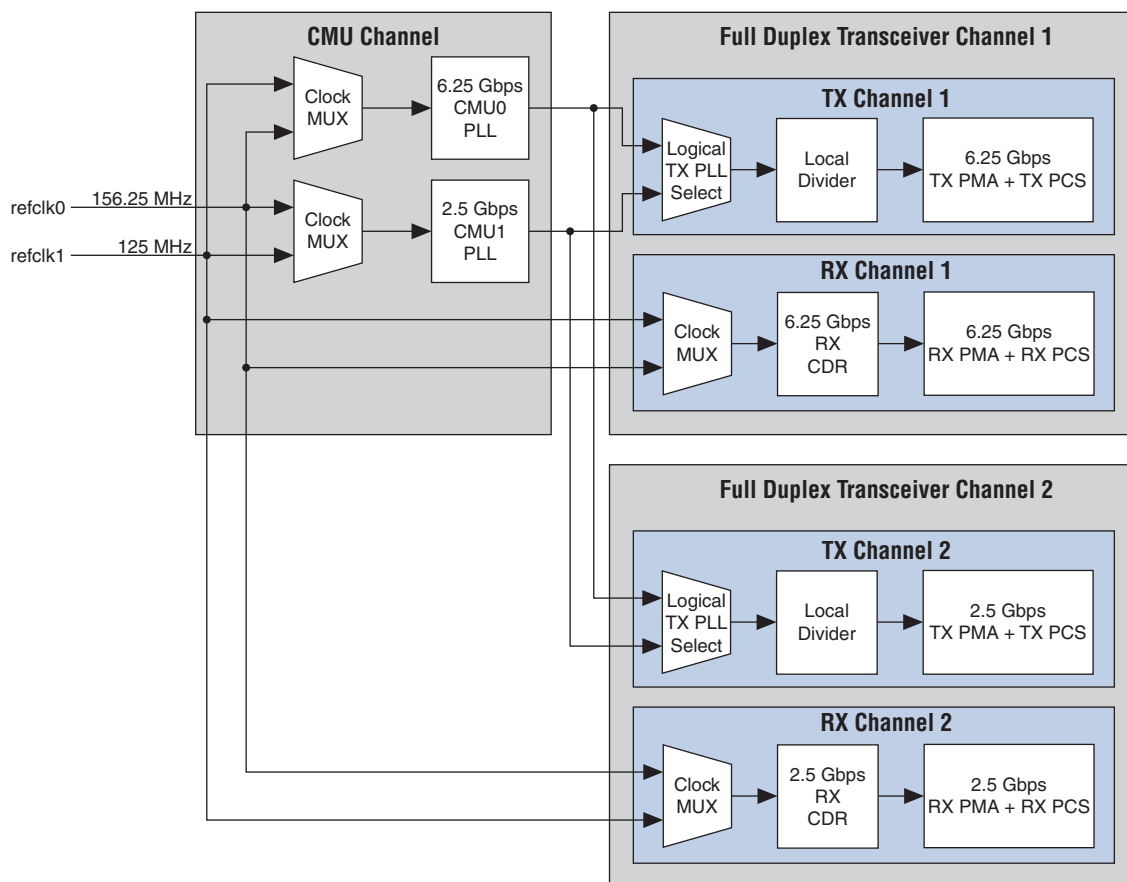 CMU Channel
Clock
MUX
6.25 Gbps
CMU0
PLL
refclk0
156.25 MHz
refclk1
125 MHz
Clock
MUX
2.5 Gbps
CMU1
PLL
Full Duplex Transceiver Channel 1
TX Channel 1
Logical
TX PLL
Select
Local
Divider
6.25 Gbps
TX PMA + TX PCS
RX Channel 1
Clock
MUX
6.25 Gbps
RX
CDR
6.25 Gbps
RX PMA + RX PCS
Full Duplex Transceiver Channel 2
TX Channel 2
Logical
TX PLL
Select
Local
Divider
2.5 Gbps
TX PMA + TX PCS
RX Channel 2
Clock
MUX
2.5 Gbps
RX
CDR
2.5 Gbps
RX PMA + RX PCS